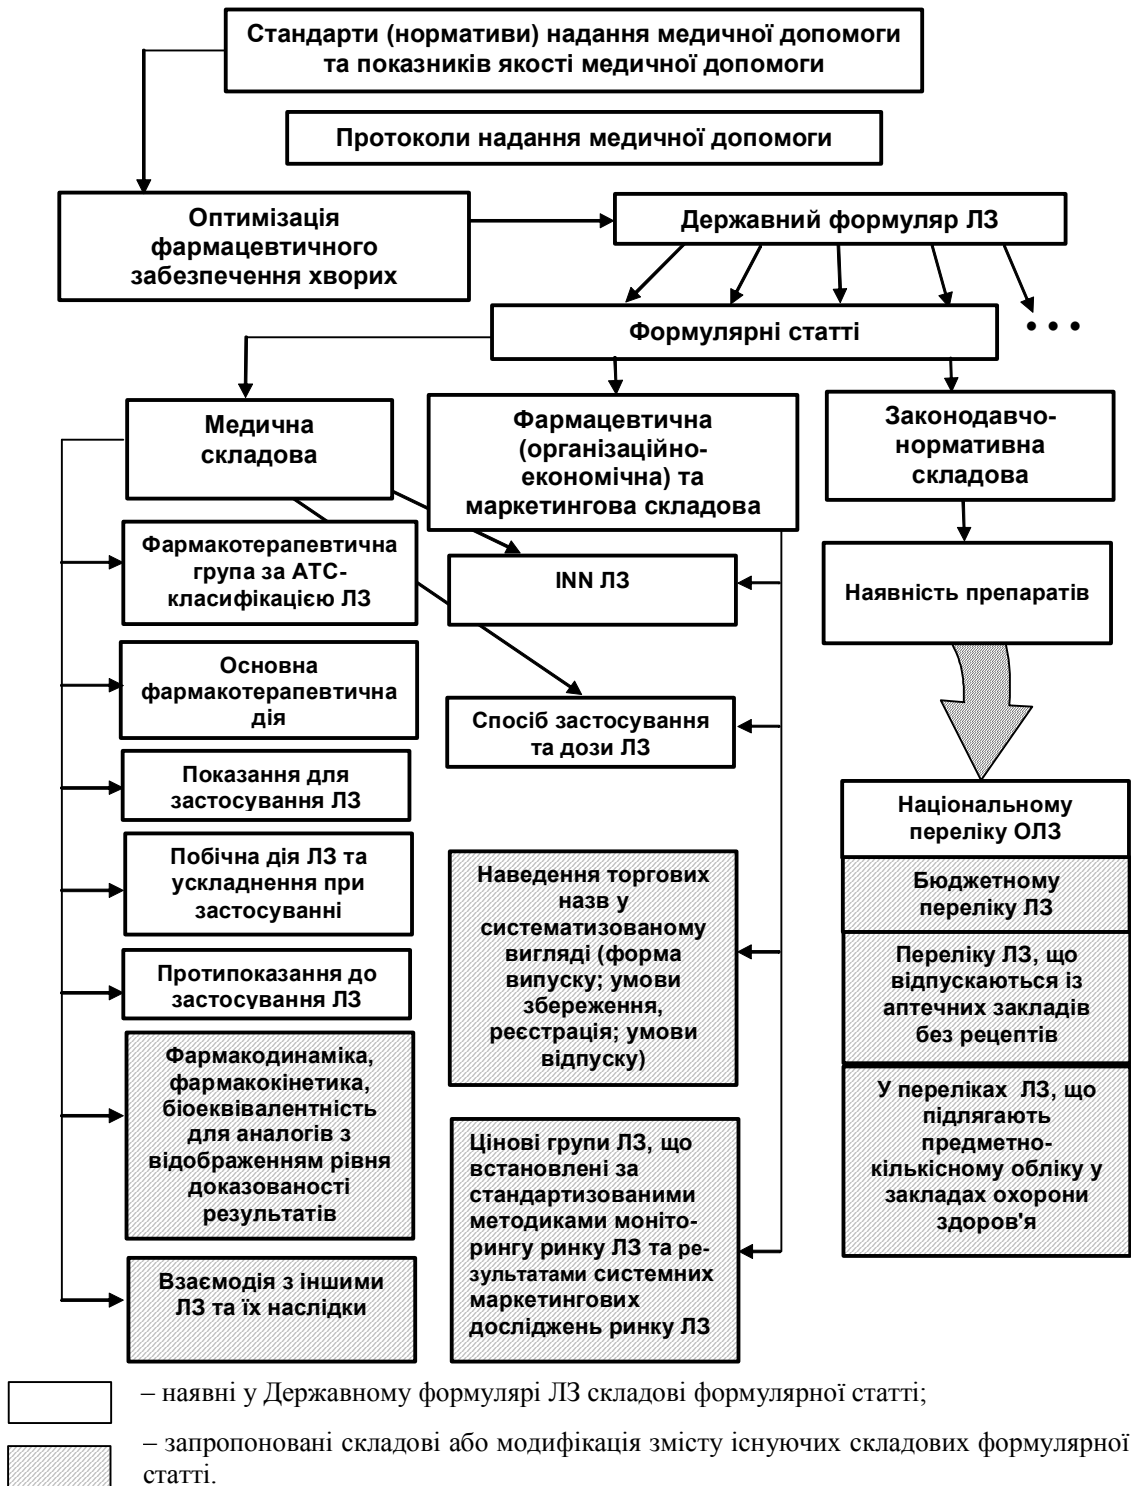 Стандарти (нормативи) надання медичної допомоги
та показників якості медичної допомоги
Протоколи надання медичної допомоги
Оптимізація
фармацевтичного
забезпечення хворих
Державний формуляр ЛЗ
Формулярні статті
• • •
Медична
складова
Фармацевтична
(організаційно-
економічна) та
маркетингова складова
Законодавчо-
нормативна
складова
Фармакотерапевтична
група за АТС-
класифікацією ЛЗ
Основна
фармакотерапевтична
дія
Показання для
застосування ЛЗ
Побічна дія ЛЗ та
ускладнення при
застосуванні
Протипоказання до
застосування ЛЗ
Фармакодинаміка,
фармакокінетика,
біоеквівалентність
для аналогів з
відображенням рівня
доказованості
результатів
Взаємодія з іншими
ЛЗ та їх наслідки
INN ЛЗ
Спосіб застосування
та дози ЛЗ
Наведення торгових
назв у
систематизованому
вигляді (форма
випуску; умови
збереження,
реєстрація; умови
відпуску)
Цінові групи ЛЗ, що
встановлені за
стандартизованими
методиками моніто-
рингу ринку ЛЗ та ре-
зультатами системних
маркетингових
досліджень ринку ЛЗ
Наявність препаратів
Національному
переліку ОЛЗ
Бюджетному
переліку ЛЗ
Переліку ЛЗ, що
відпускаються із
аптечних закладів
без рецептів
У переліках ЛЗ, що
підлягають
предметно-
кількісному обліку у
закладах охорони
здоров'я
– наявні у Державному формулярі ЛЗ складові формулярної статті;
– запропоновані складові або модифікація змісту існуючих складових формулярної
статті.